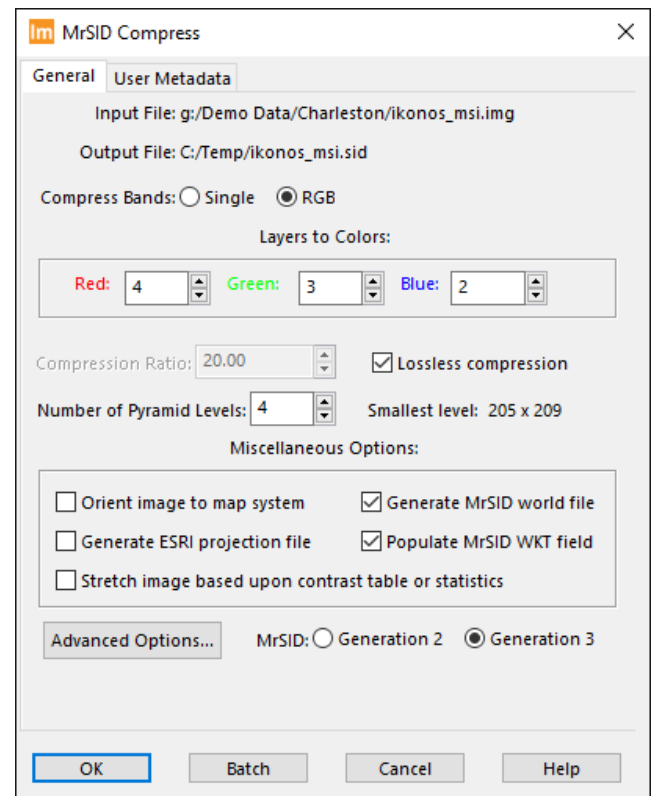 Im MrSID Compress
General User Metadata
Input File: g:/Demo Data/Charleston/ikonos_msi.img
Output File: C:/Temp/ikonos_msi.sid
Compress Bands: Single RGB
Layers to Colors:
Red: 4 Green: 3 Blue: 2
Compression Ratio: 20.00 Lossless compression
Number of Pyramid Levels: 4 Smallest level: 205 x 209
Miscellaneous Options:
Orient image to map system Generate MrSID world file
Generate ESRI projection file Populate MrSID WKT field
Stretch image based upon contrast table or statistics
Advanced Options... MrSID: Generation 2 Generation 3
OK Batch Cancel Help